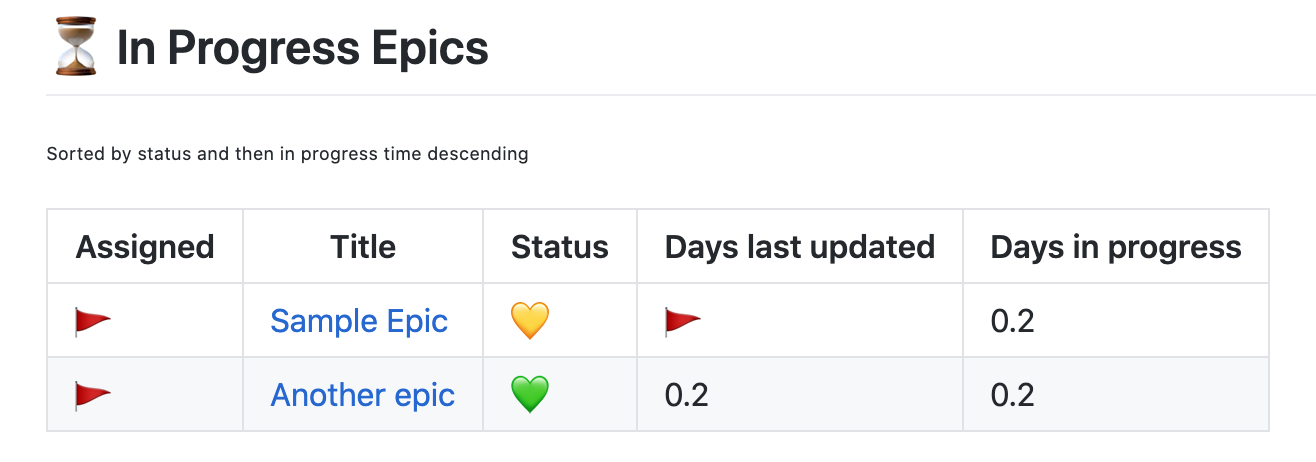 ⏳ In Progress Epics
Sorted by status and then in progress time descending
Assigned Title Status Days last updated Days in progress
🚩 Sample Epic 💛 🚩 0.2
🚩 Another epic 💚 0.2 0.2